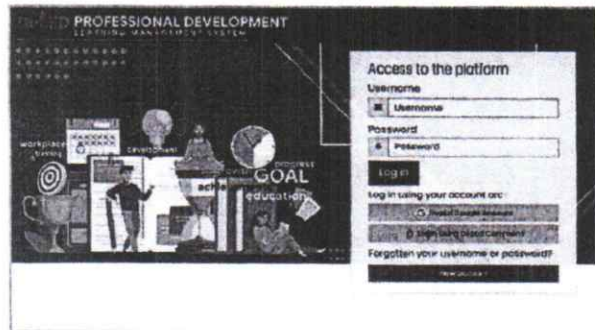 PROFESSIONAL DEVELOPMENT
LEARNING MANAGEMENT SYSTEM
Access to the platform
Username
Username
Password
Password
Log in
Log in using your account on:
Forgotten your username or password?
workplace
development
progress
GOAL
education